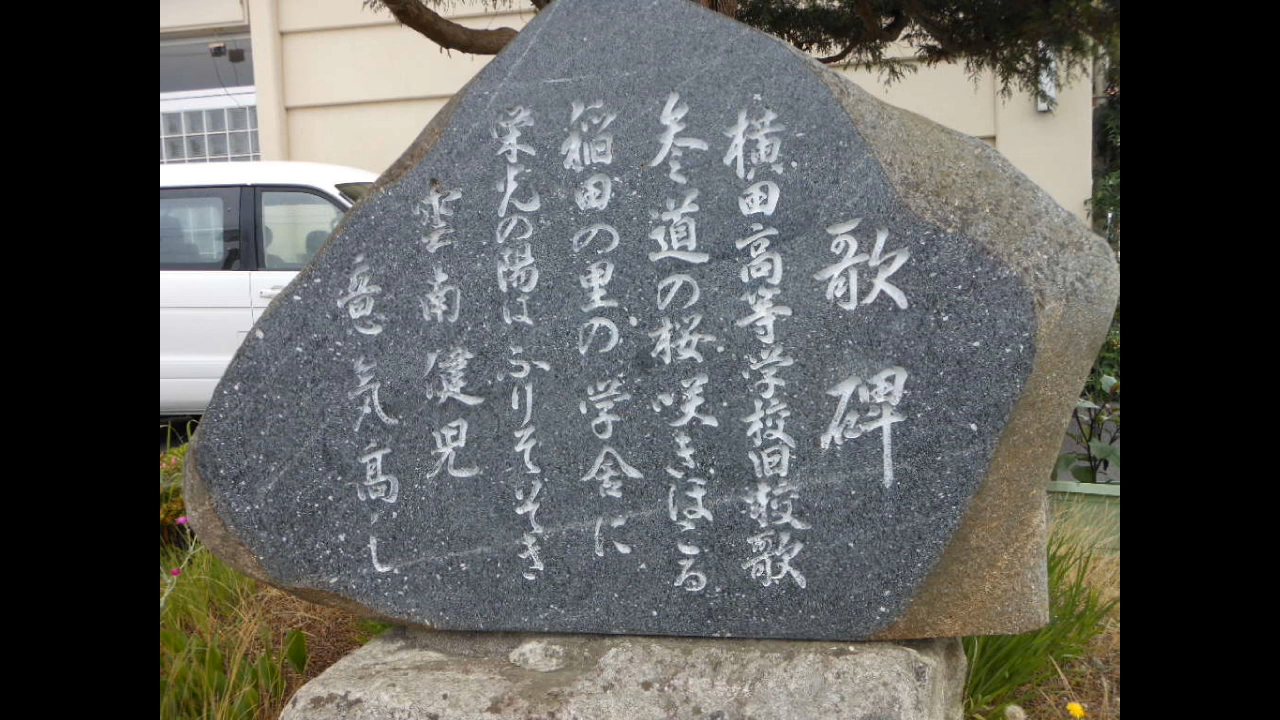 歌碑
横田高等学校旧校歌
参道の桜咲きほこる
稲田の里の学舎に
栄光の陽はふりそそぎ
雲南健児
意気高し